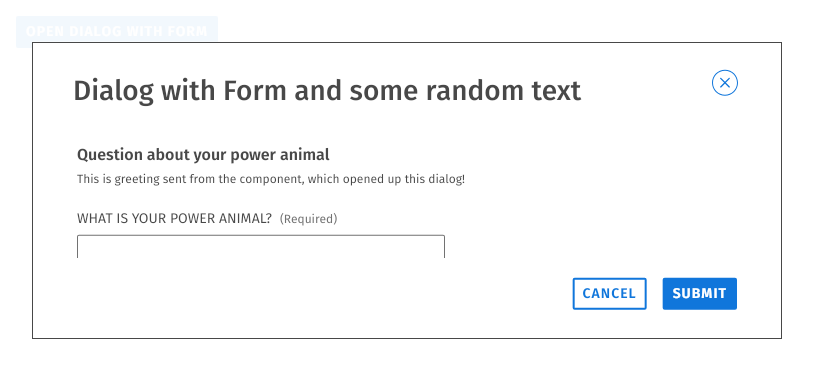 OPEN DIALOG WITH FORM
Dialog with Form and some random text
Question about your power animal
This is greeting sent from the component, which opened up this dialog!
WHAT IS YOUR POWER ANIMAL? (Required)
CANCEL SUBMIT